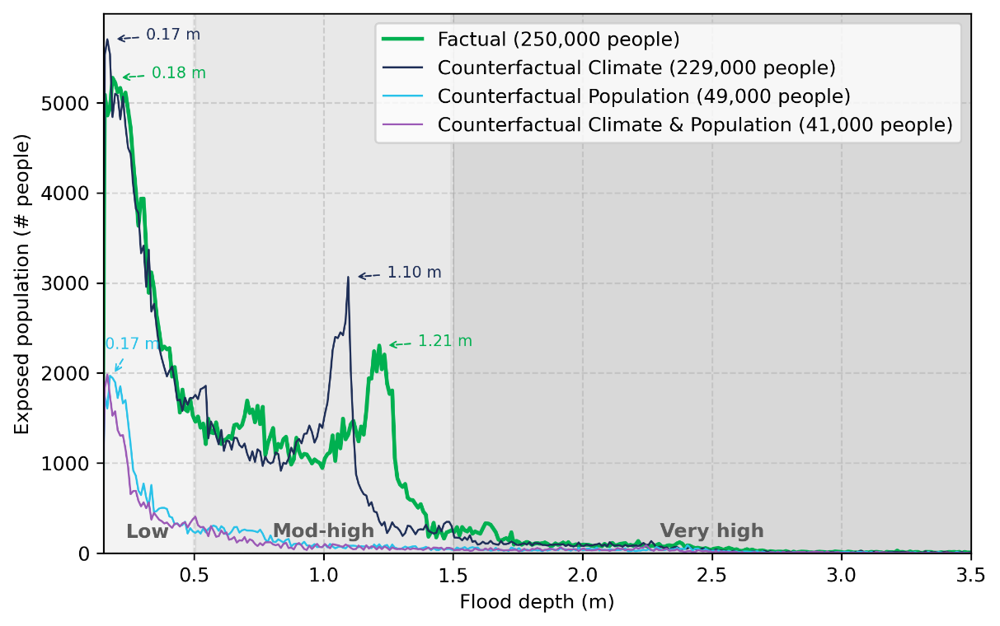 0.17 m
0.18 m
Factual (250,000 people)
Counterfactual Climate (229,000 people)
Counterfactual Population (49,000 people)
Counterfactual Climate & Population (41,000 people)
1.10 m
1.21 m
0.17 m
Low
Mod-high
Very high
5000
4000
3000
2000
1000
0
Exposed population (# people)
0.5
1.0
1.5
2.0
2.5
3.0
3.5
Flood depth (m)